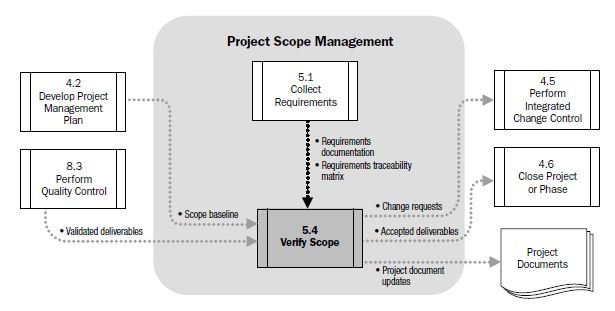 Project Scope Management
4.2
Develop Project
Management
Plan
5.1
Collect
Requirements
4.5
Perform
Integrated
Change Control
8.3
Perform
Quality Control
• Requirements
documentation
• Requirements traceability
matrix
4.6
Close Project
or Phase
• Scope baseline
• Change requests
• Validated deliverables
5.4
Verify Scope
• Accepted deliverables
• Project document
updates
Project
Documents